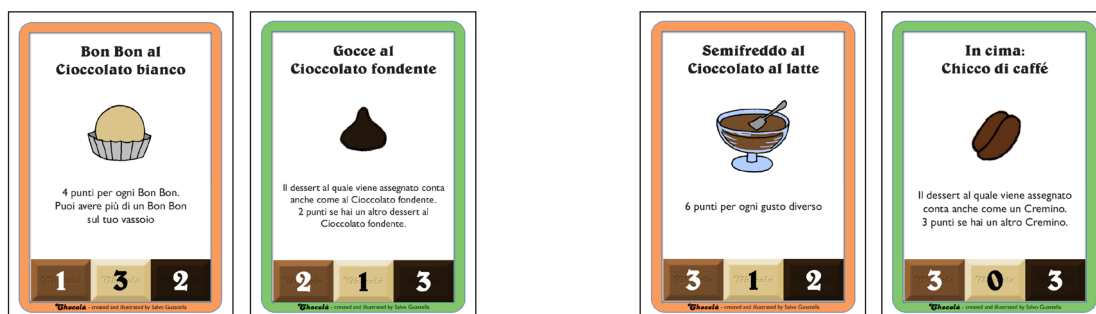 Bon Bon al
Cioccolato bianco
4 punti per ogni Bon Bon.
Puoi avere più di un Bon Bon
sul tuo vassoio
1 3 2
Chocolà - created and illustrated by Salvo Guastella
Gocce al
Cioccolato fondente
Il dessert al quale viene assegnato conta
anche come al Cioccolato fondente.
2 punti se hai un altro dessert al
Cioccolato fondente.
2 1 3
Chocolà - created and illustrated by Salvo Guastella
Semifreddo al
Cioccolato al latte
6 punti per ogni gusto diverso
3 1 2
Chocolà - created and illustrated by Salvo Guastella
In cima:
Chicco di caffé
Il dessert al quale viene assegnato
conta anche come un Cremino.
3 punti se hai un altro Cremino.
3 0 3
Chocolà - created and illustrated by Salvo Guastella